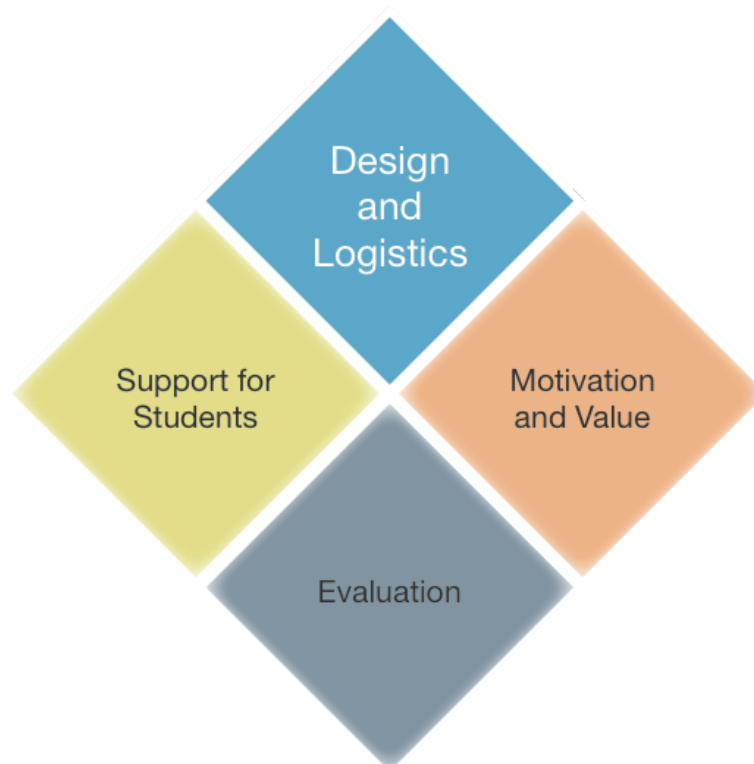 Design
and
Logistics
Support for
Students
Motivation
and Value
Evaluation